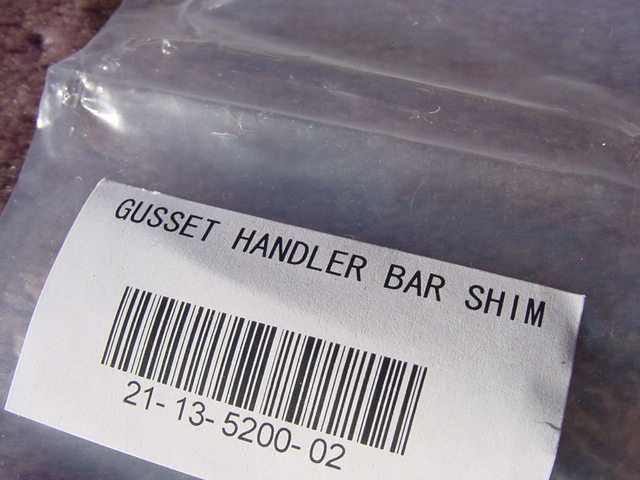 GUSSET HANDLER BAR SHIM
21-13-5200-02